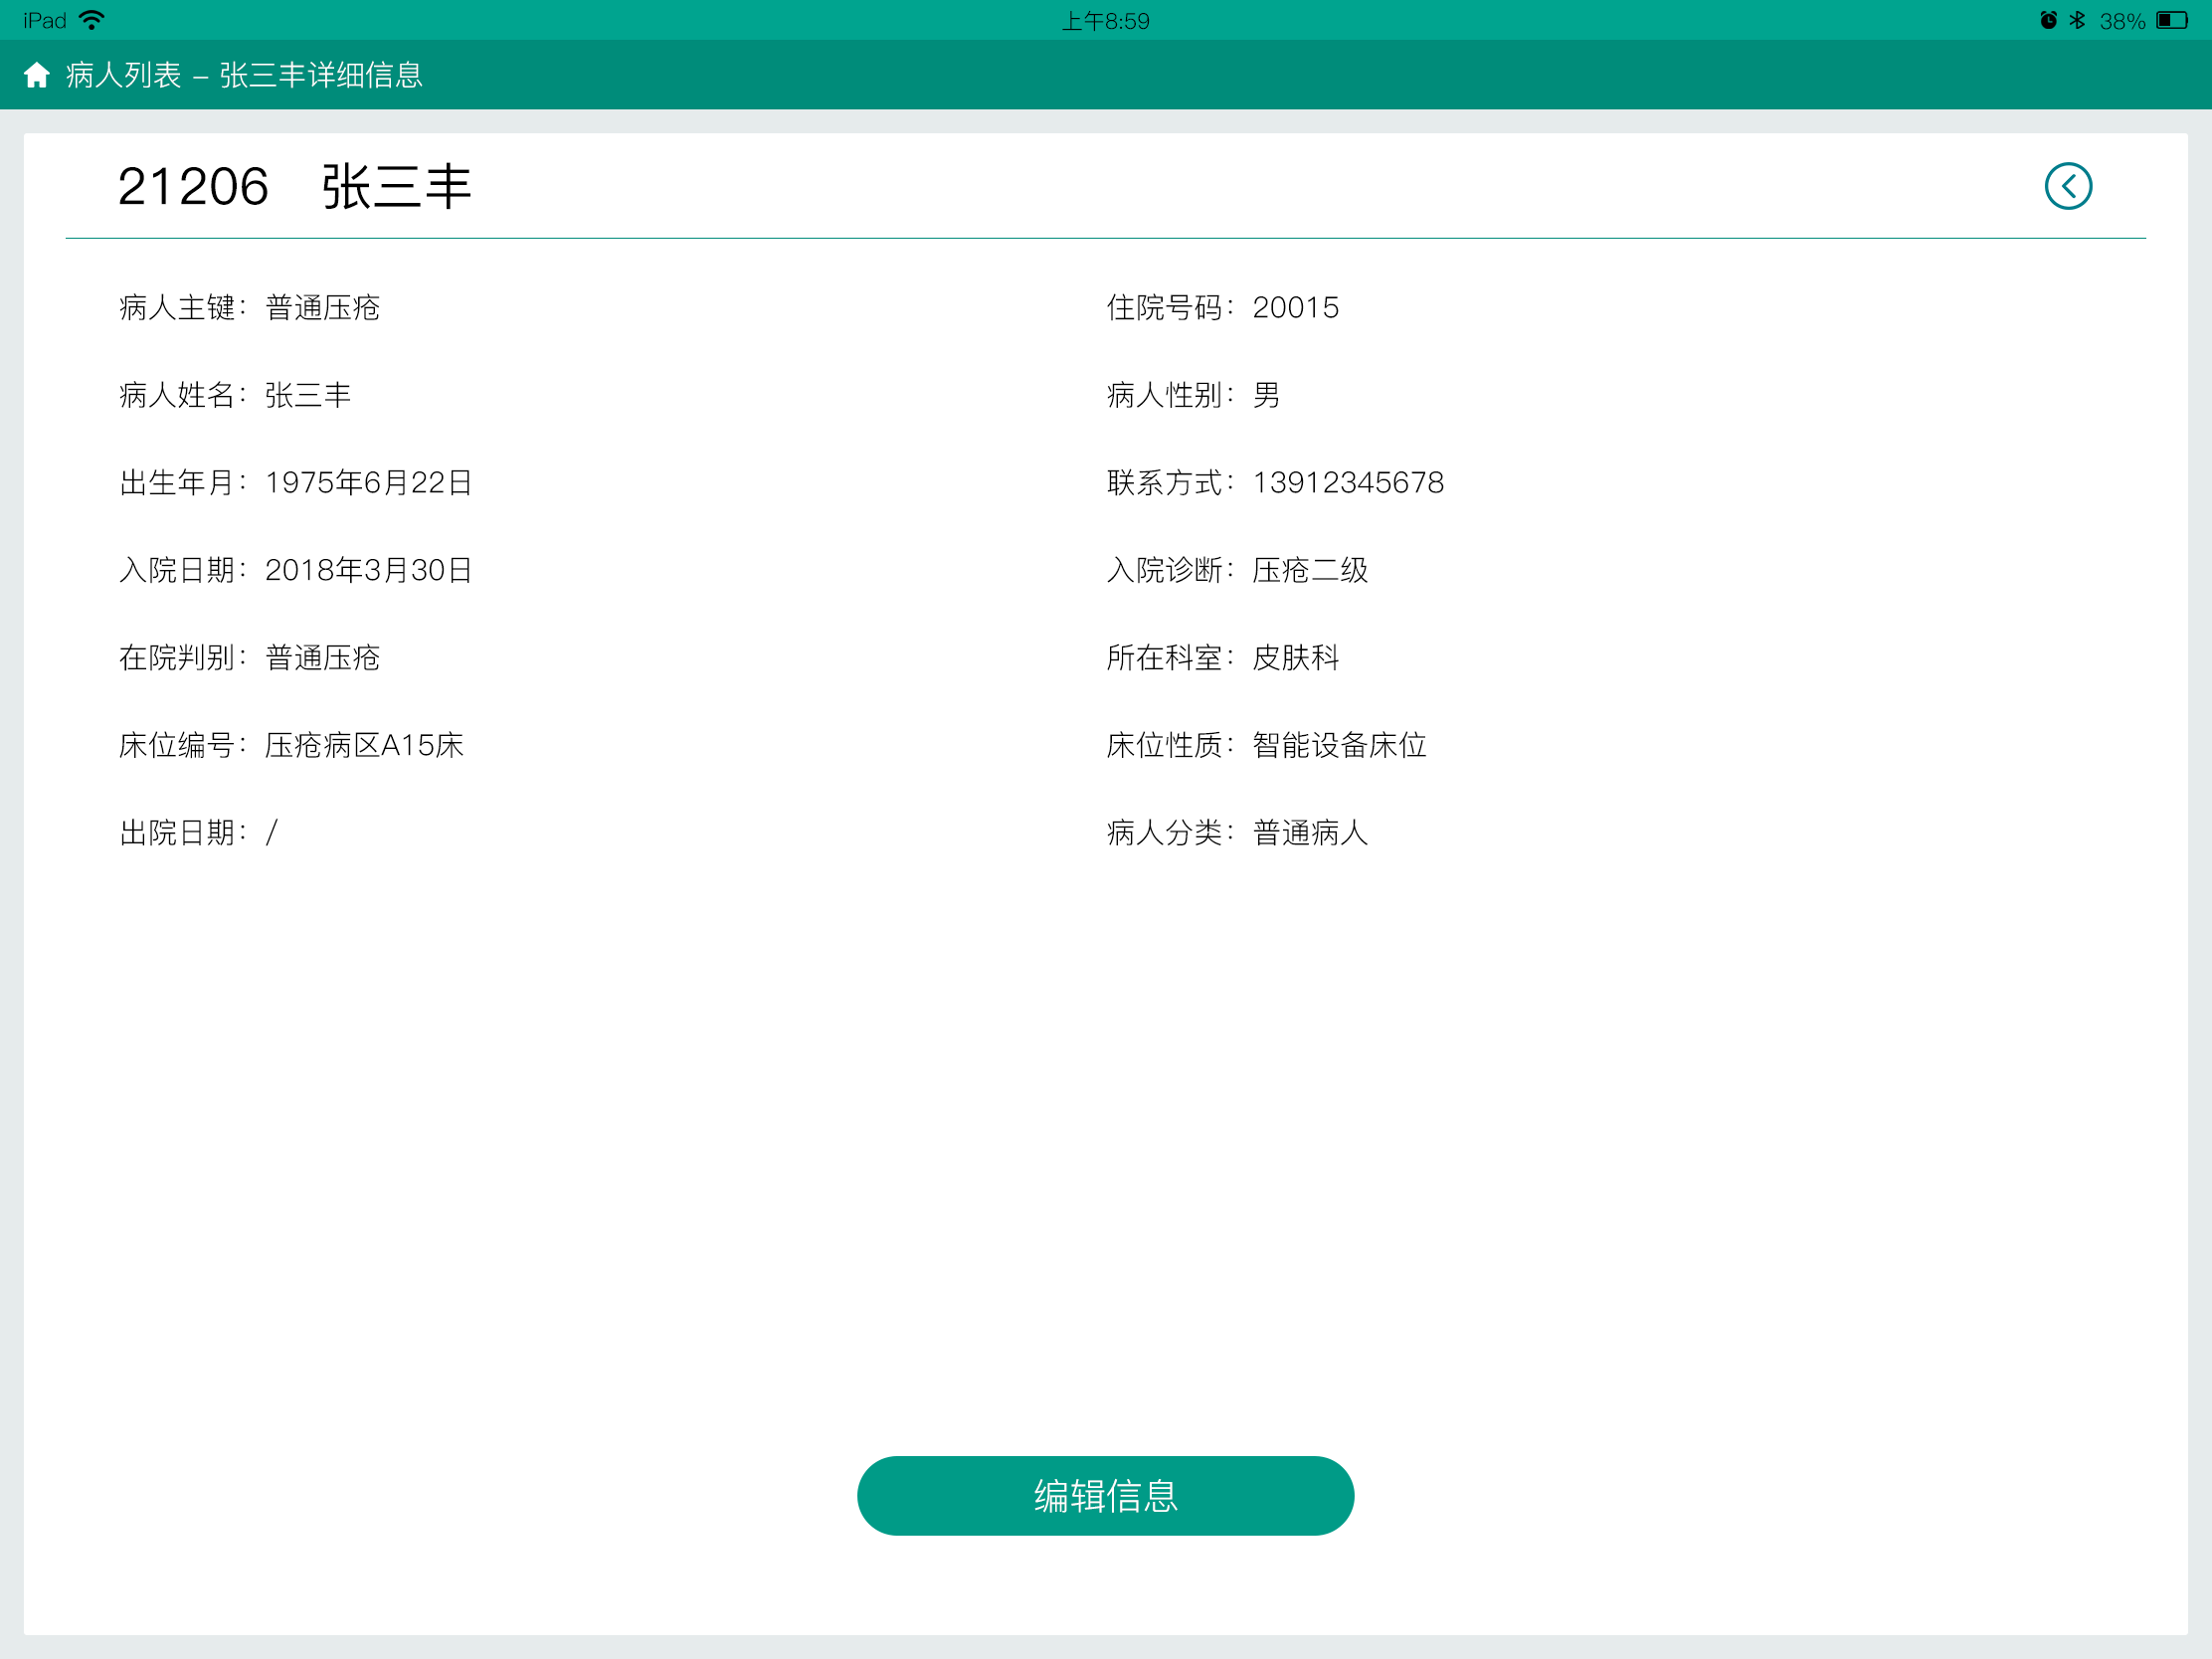 iPad 上午8:59 38%
病人列表 – 张三丰详细信息
21206 张三丰
病人主键：普通压疮 住院号码：20015
病人姓名：张三丰 病人性别：男
出生年月：1975年6月22日 联系方式：13912345678
入院日期：2018年3月30日 入院诊断：压疮二级
在院判别：普通压疮 所在科室：皮肤科
床位编号：压疮病区A15床 床位性质：智能设备床位
出院日期：/ 病人分类：普通病人
编辑信息